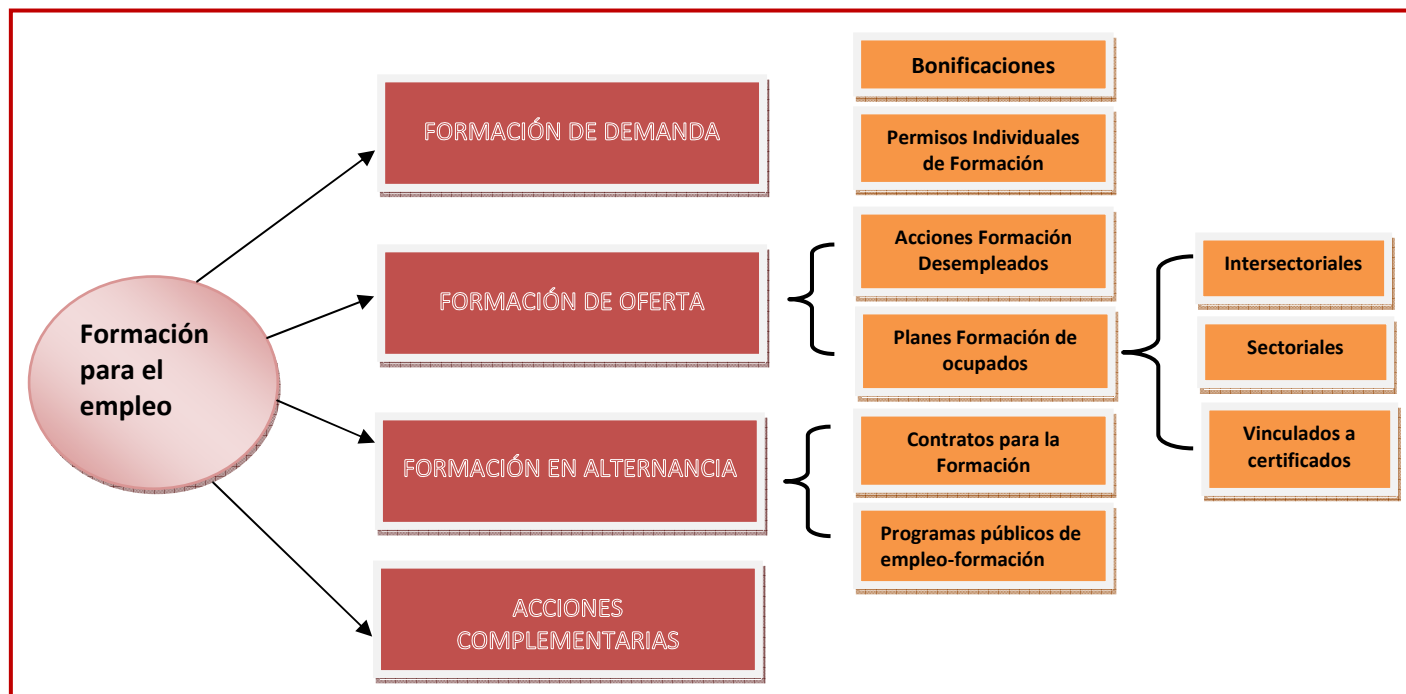 Formación
para el
empleo
FORMACIÓN DE DEMANDA
Bonificaciones
Permisos Individuales
de Formación
FORMACIÓN DE OFERTA
Acciones Formación
Desempleados
Planes Formación de
ocupados
Intersectoriales
Sectoriales
Vinculados a
certificados
FORMACIÓN EN ALTERNANCIA
Contratos para la
Formación
Programas públicos de
empleo-formación
ACCIONES
COMPLEMENTARIAS